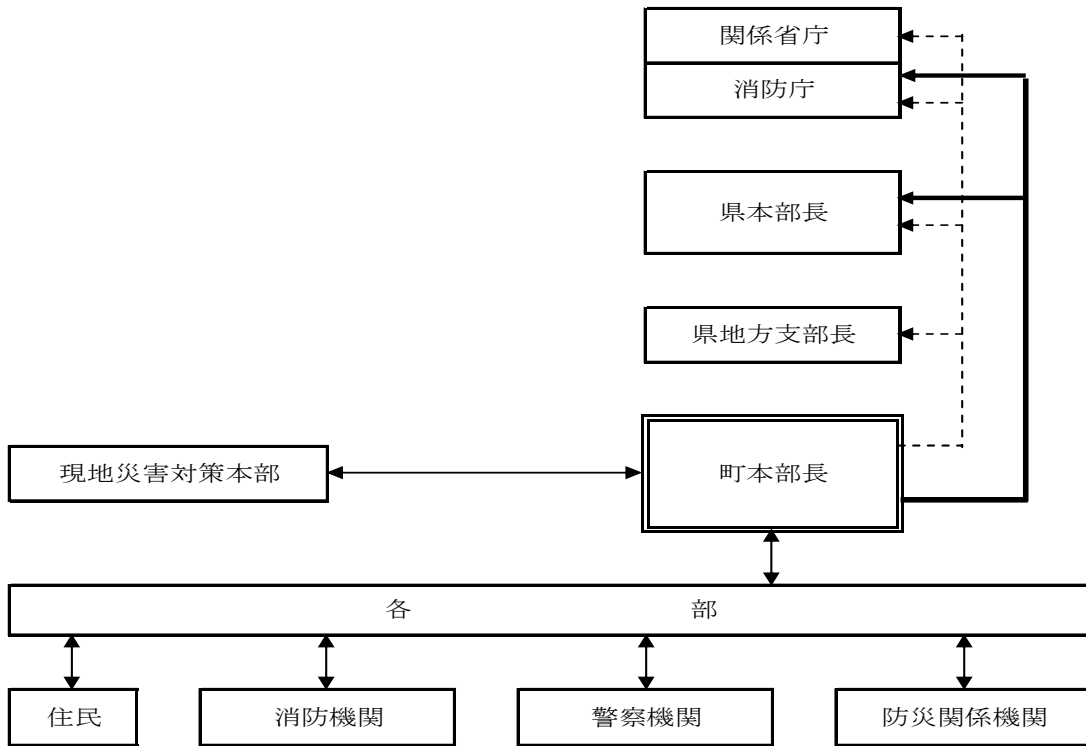 関係省庁
消防庁
県本部長
県地方支部長
現地災害対策本部
町本部長
各 部
住民
消防機関
警察機関
防災関係機関